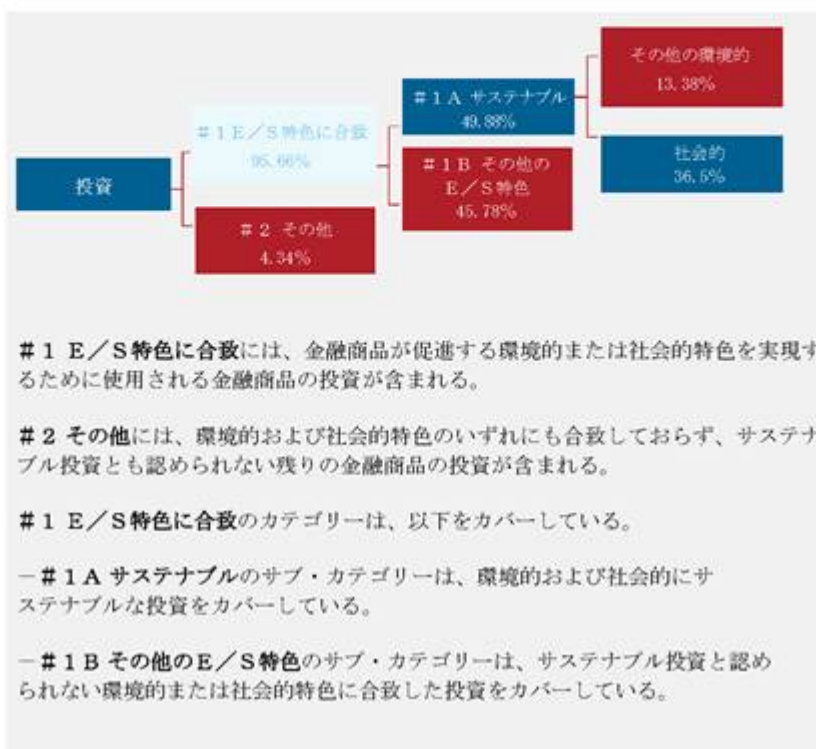 投資
＃１Ｅ／Ｓ特色に合致
95.66%
＃２ その他
4.34%
＃１Ａ サステナブル
49.88%
＃１Ｂ その他の
Ｅ／Ｓ特色
45.78%
その他の環境的
13.38%
社会的
36.5%
＃１ Ｅ／Ｓ特色に合致には、金融商品が促進する環境的または社会的特色を実現す
るために使用される金融商品の投資が含まれる。
＃２ その他には、環境的および社会的特色のいずれにも合致しておらず、サステナ
ブル投資とも認められない残りの金融商品の投資が含まれる。
＃１ Ｅ／Ｓ特色に合致のカテゴリーは、以下をカバーしている。
－＃１Ａ サステナブルのサブ・カテゴリーは、環境的および社会的にサ
ステナブルな投資をカバーしている。
－＃１Ｂ その他のＥ／Ｓ特色のサブ・カテゴリーは、サステナブル投資と認め
られない環境的または社会的特色に合致した投資をカバーしている。